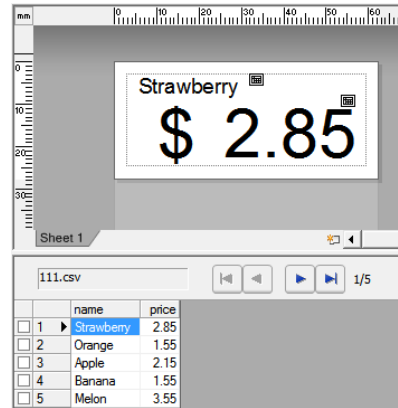 mm 0 10 20 30 40 50 60
0
10
20
30
Strawberry
$ 2.85
Sheet 1
111.csv 1/5
name price
1 Strawberry 2.85
2 Orange 1.55
3 Apple 2.15
4 Banana 1.55
5 Melon 3.55